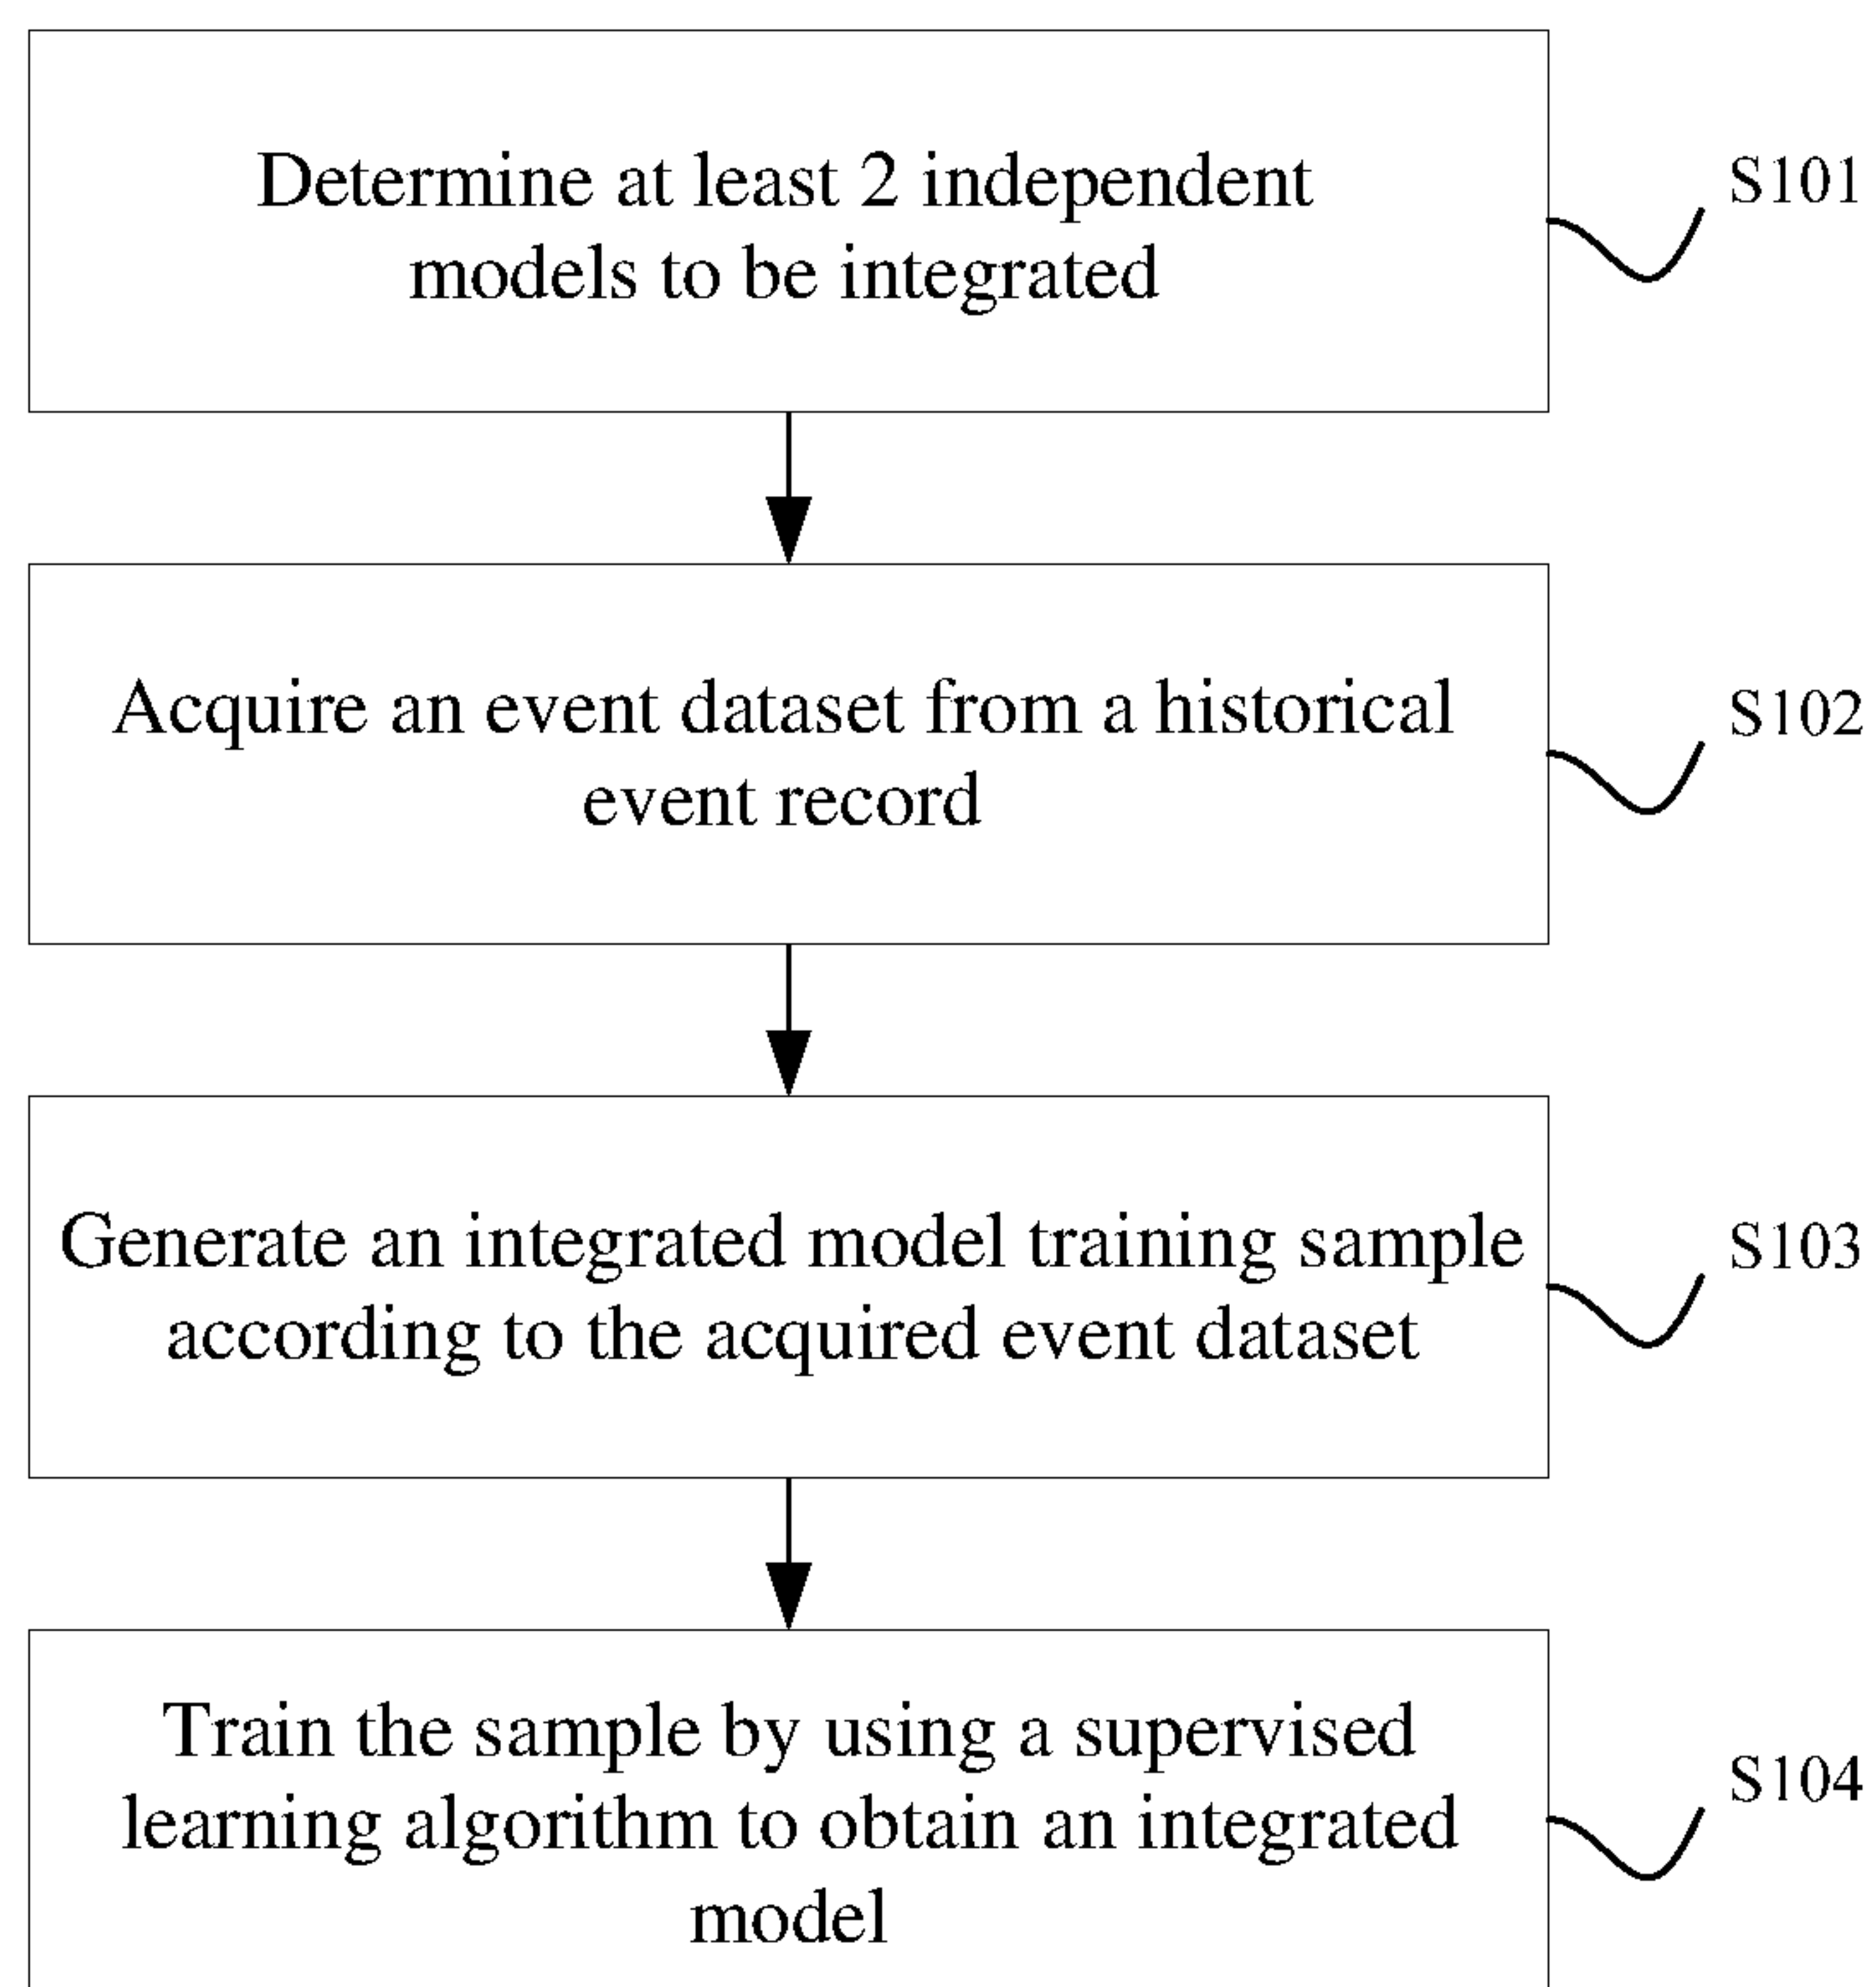 Determine at least 2 independent
models to be integrated
S101
Acquire an event dataset from a historical
event record
S102
Generate an integrated model training sample
according to the acquired event dataset
S103
Train the sample by using a supervised
learning algorithm to obtain an integrated
model
S104